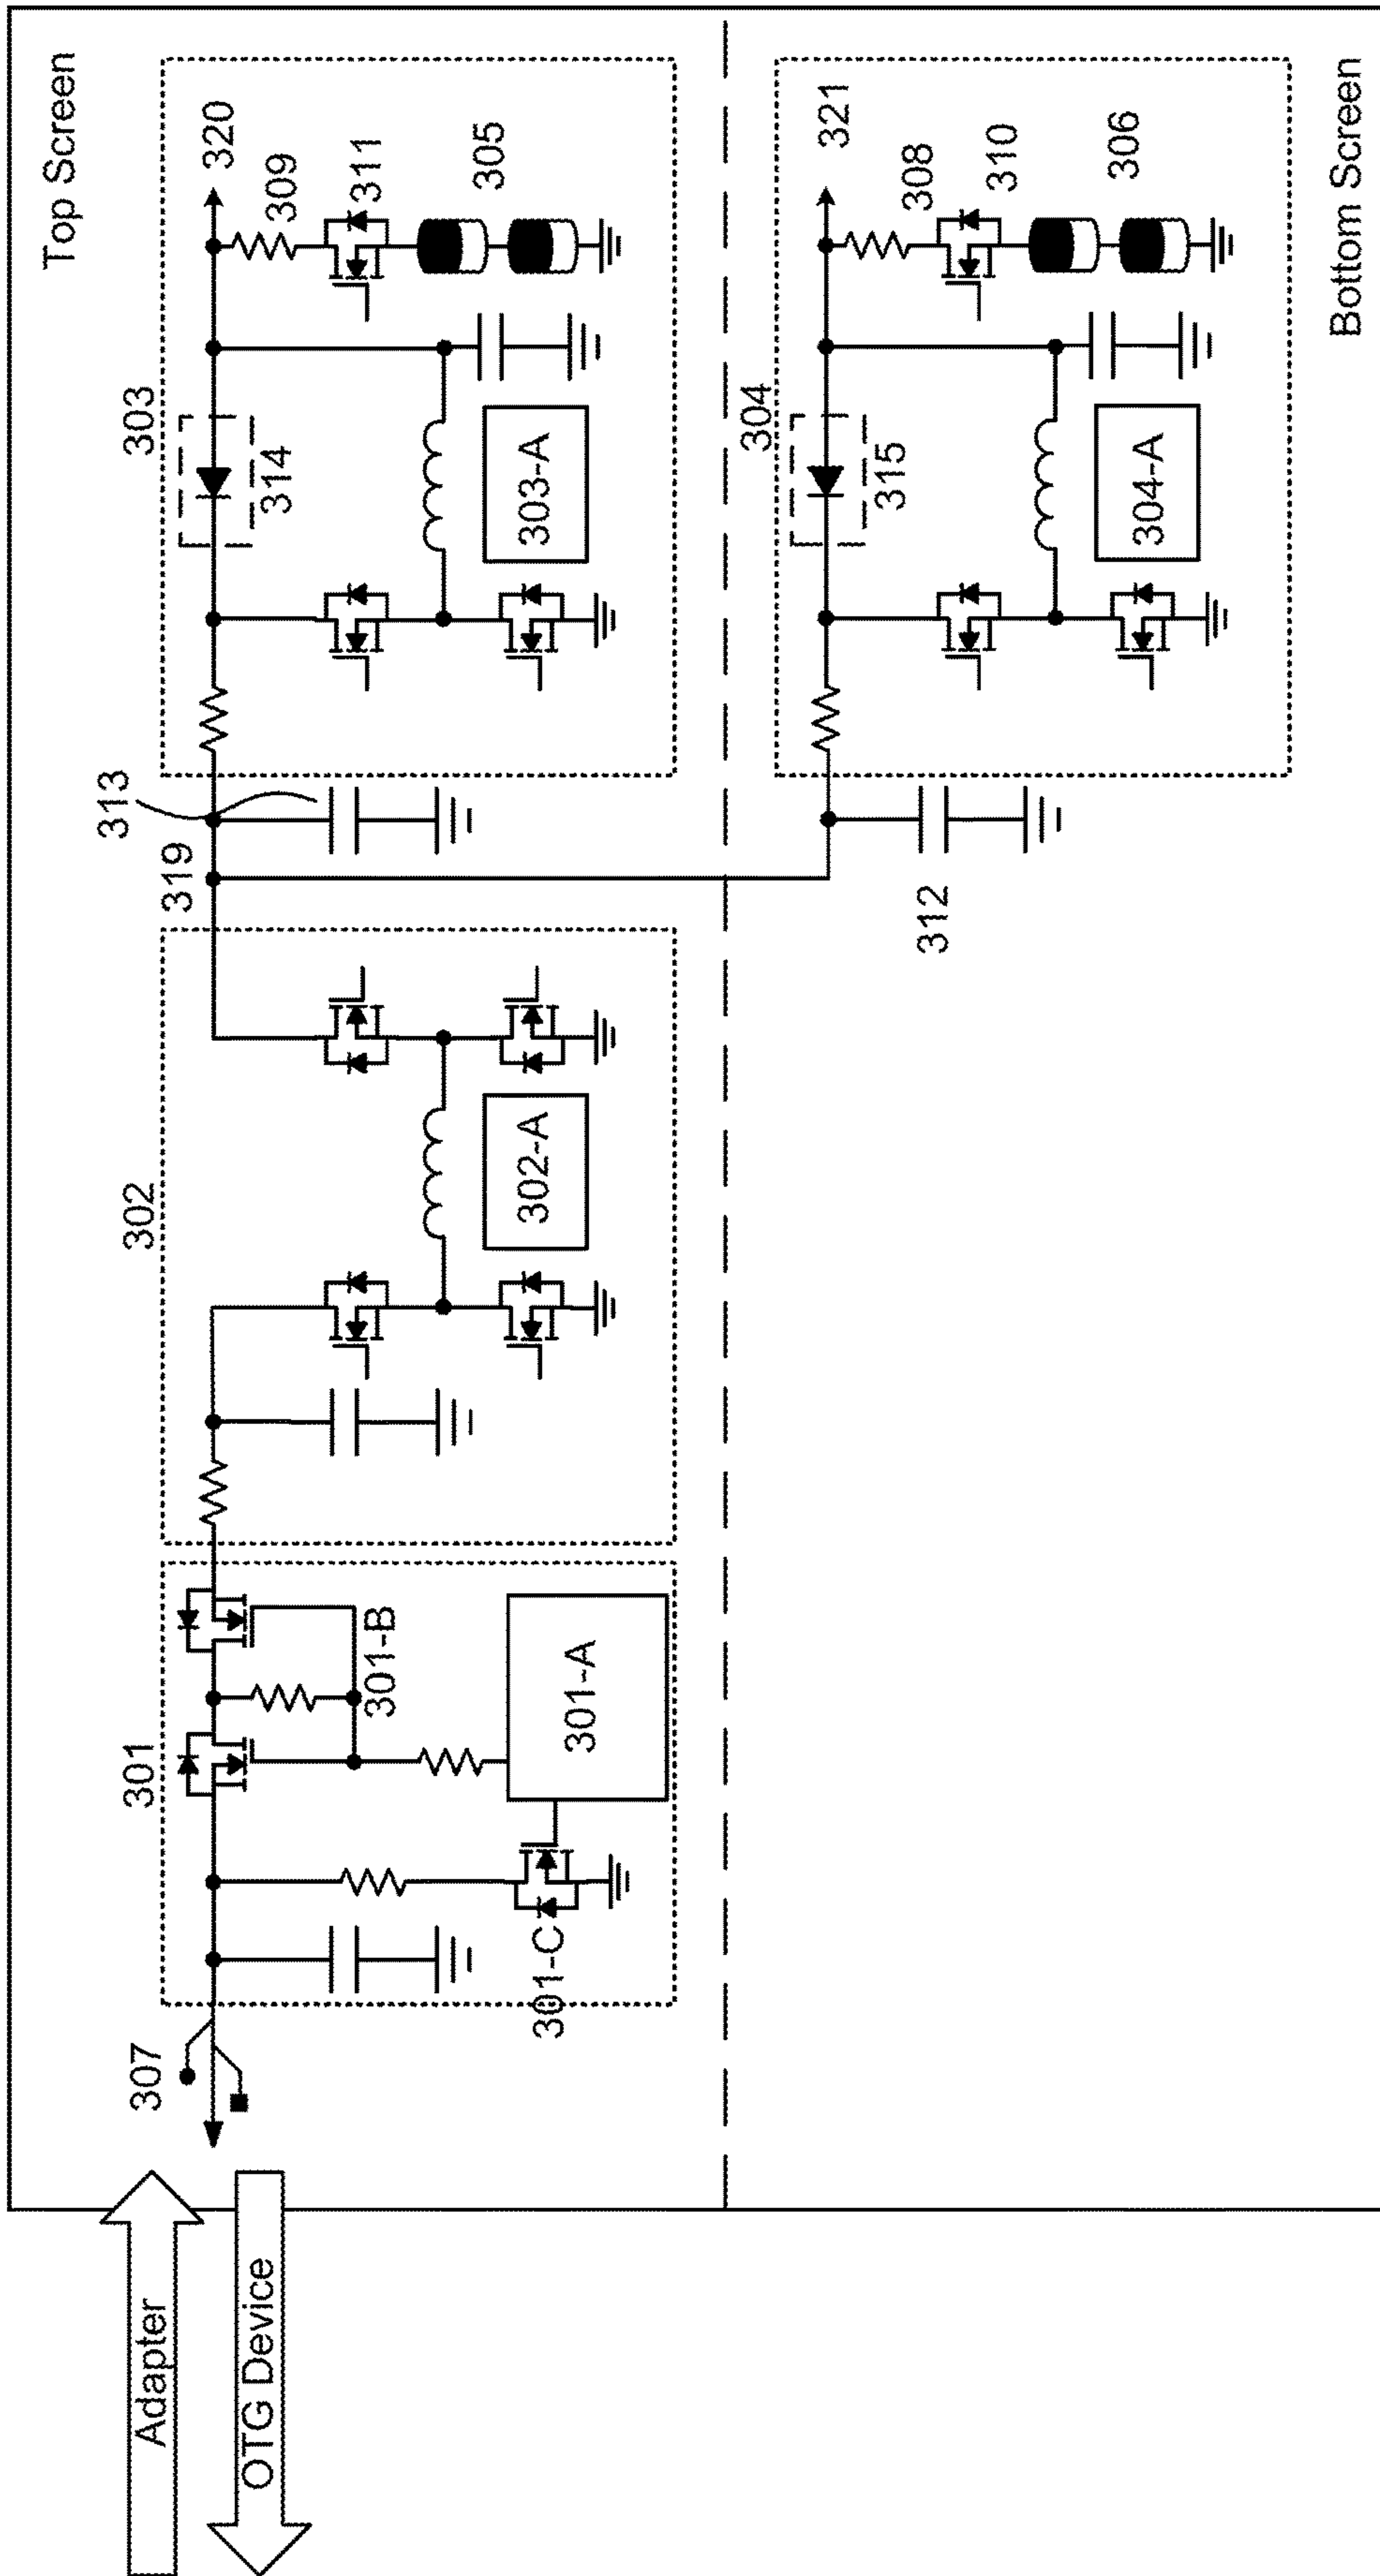 Top Screen
303
320
309
311
305
314
303-A
313
319
302
302-A
301
301-B
301-A
301-C
307
Adapter
OTG Device
304
321
308
310
306
315
304-A
312
Bottom Screen